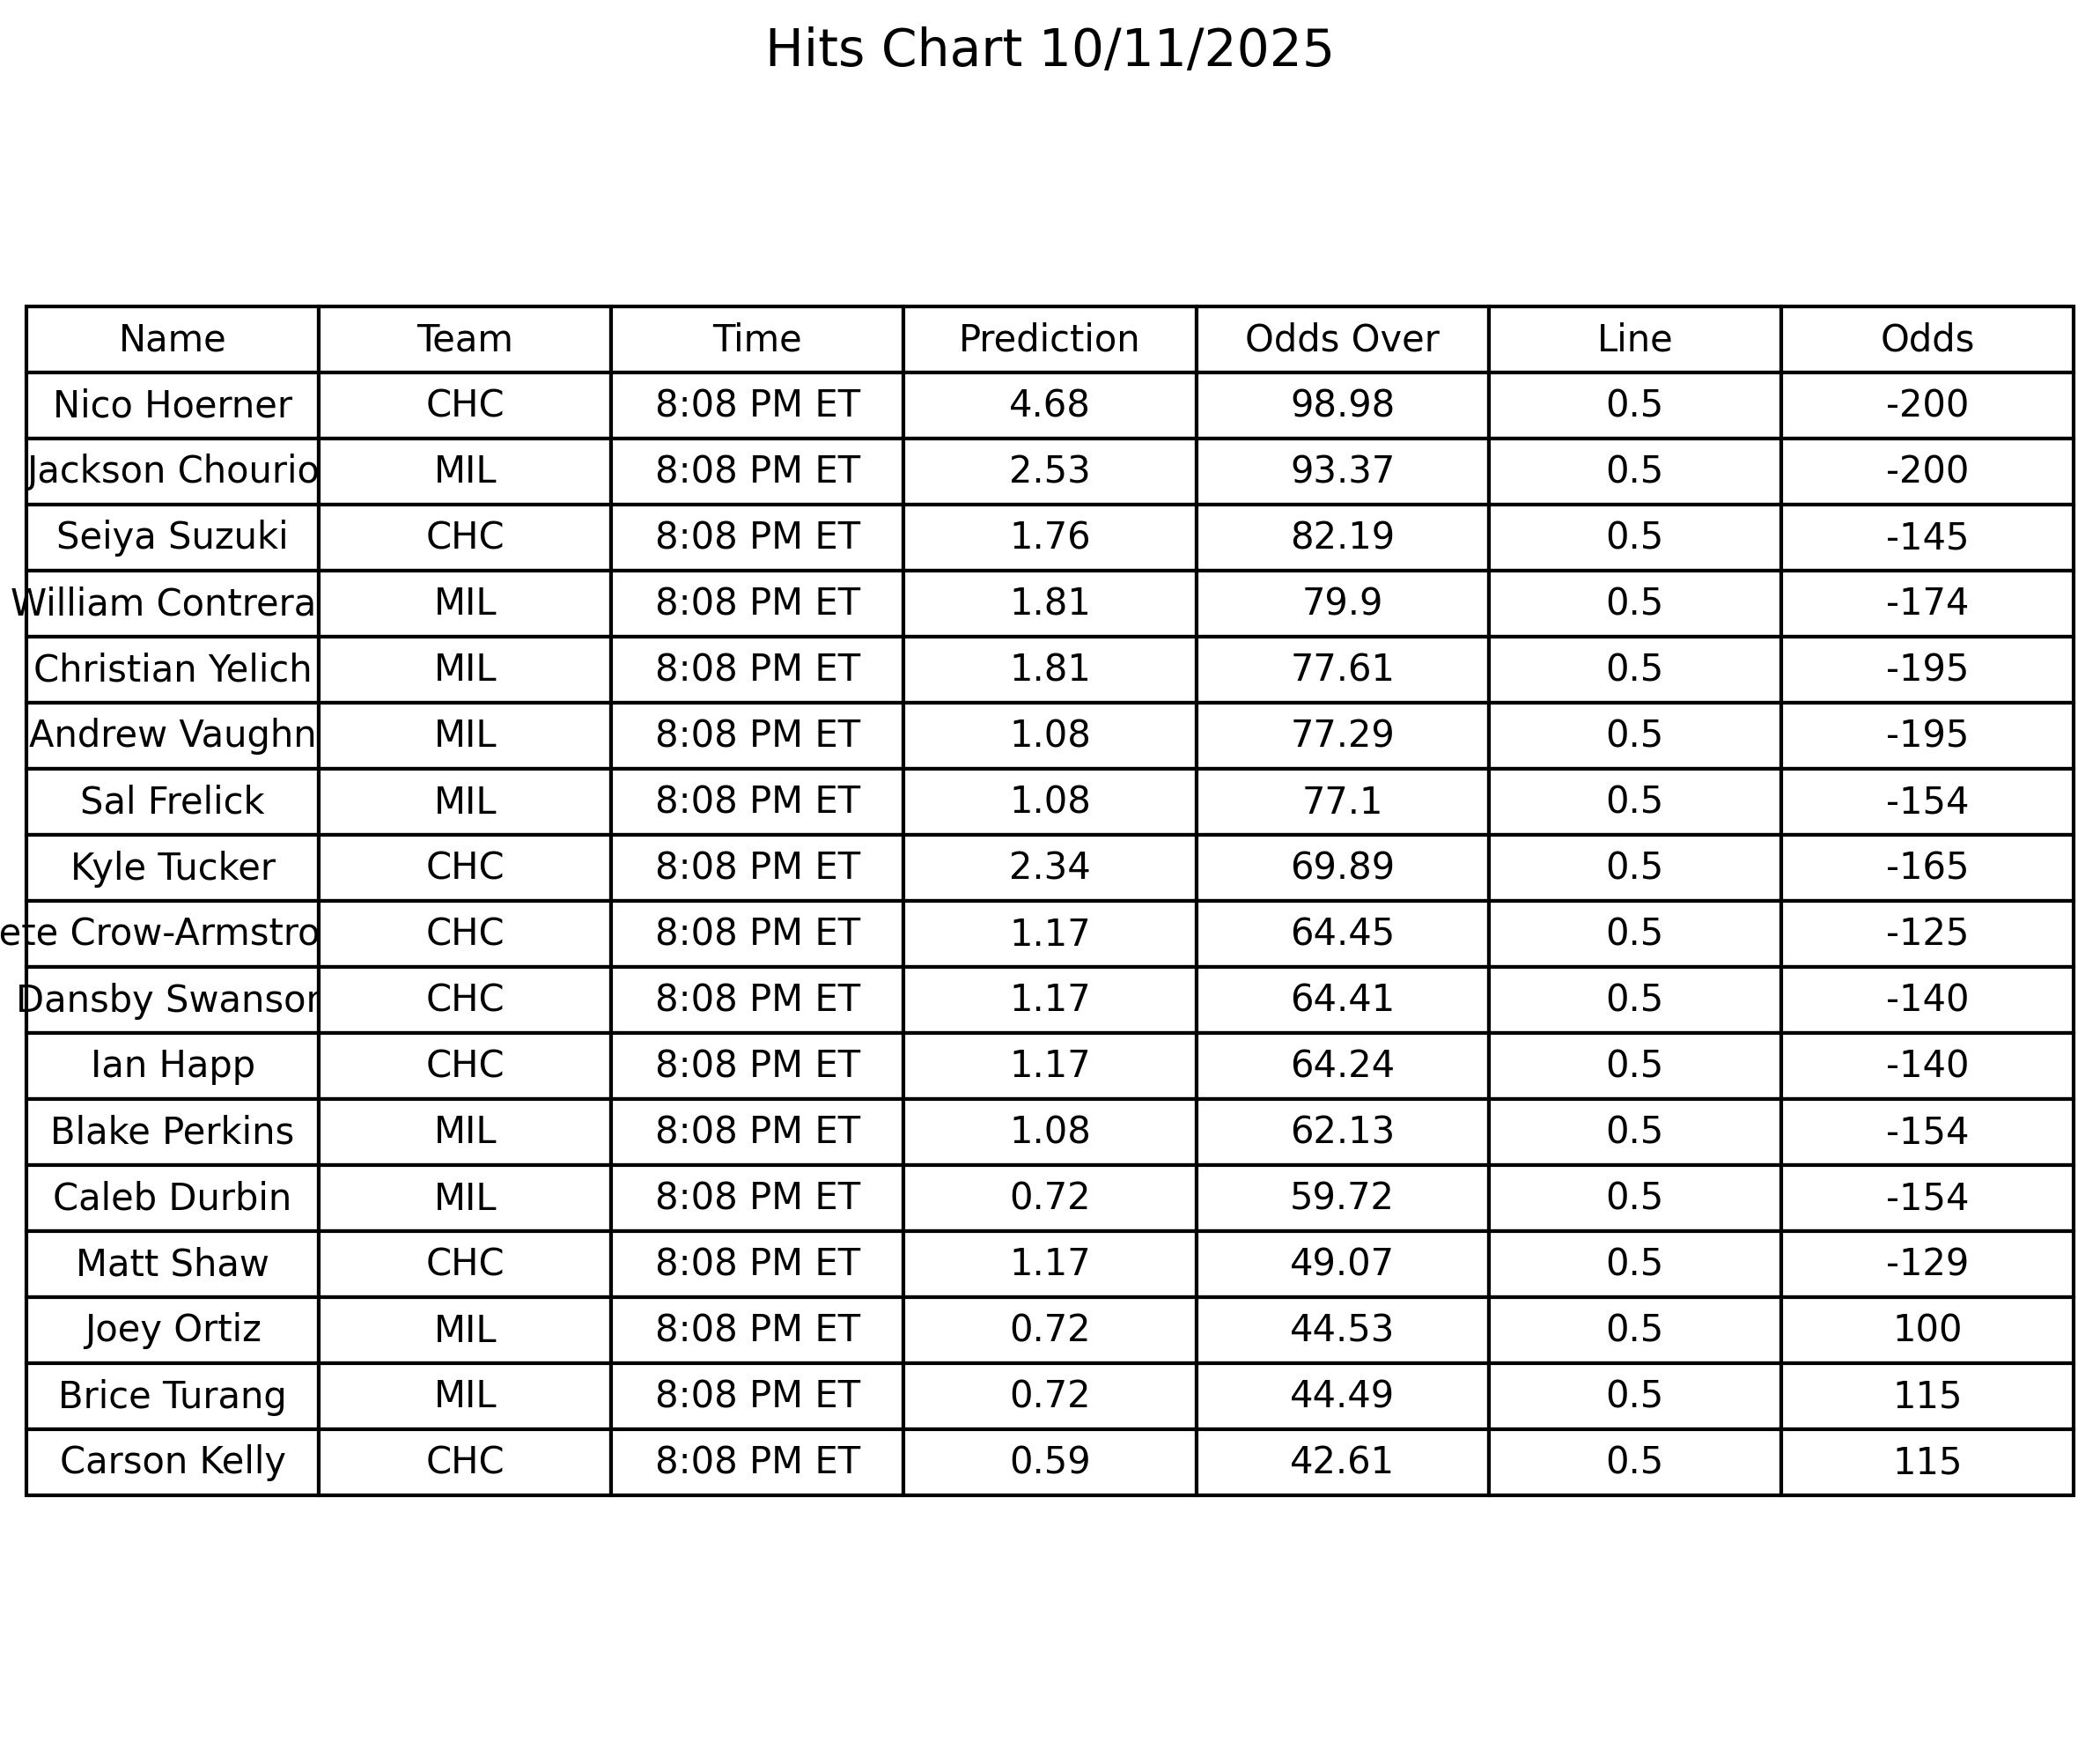 Hits Chart 10/11/2025
Name Team Time Prediction Odds Over Line Odds
Nico Hoerner CHC 8:08 PM ET 4.68 98.98 0.5 -200
Jackson Chourio MIL 8:08 PM ET 2.53 93.37 0.5 -200
Seiya Suzuki CHC 8:08 PM ET 1.76 82.19 0.5 -145
William Contrera MIL 8:08 PM ET 1.81 79.9 0.5 -174
Christian Yelich MIL 8:08 PM ET 1.81 77.61 0.5 -195
Andrew Vaughn MIL 8:08 PM ET 1.08 77.29 0.5 -195
Sal Frelick MIL 8:08 PM ET 1.08 77.1 0.5 -154
Kyle Tucker CHC 8:08 PM ET 2.34 69.89 0.5 -165
ete Crow-Armstro CHC 8:08 PM ET 1.17 64.45 0.5 -125
Dansby Swanson CHC 8:08 PM ET 1.17 64.41 0.5 -140
Ian Happ CHC 8:08 PM ET 1.17 64.24 0.5 -140
Blake Perkins MIL 8:08 PM ET 1.08 62.13 0.5 -154
Caleb Durbin MIL 8:08 PM ET 0.72 59.72 0.5 -154
Matt Shaw CHC 8:08 PM ET 1.17 49.07 0.5 -129
Joey Ortiz MIL 8:08 PM ET 0.72 44.53 0.5 100
Brice Turang MIL 8:08 PM ET 0.72 44.49 0.5 115
Carson Kelly CHC 8:08 PM ET 0.59 42.61 0.5 115